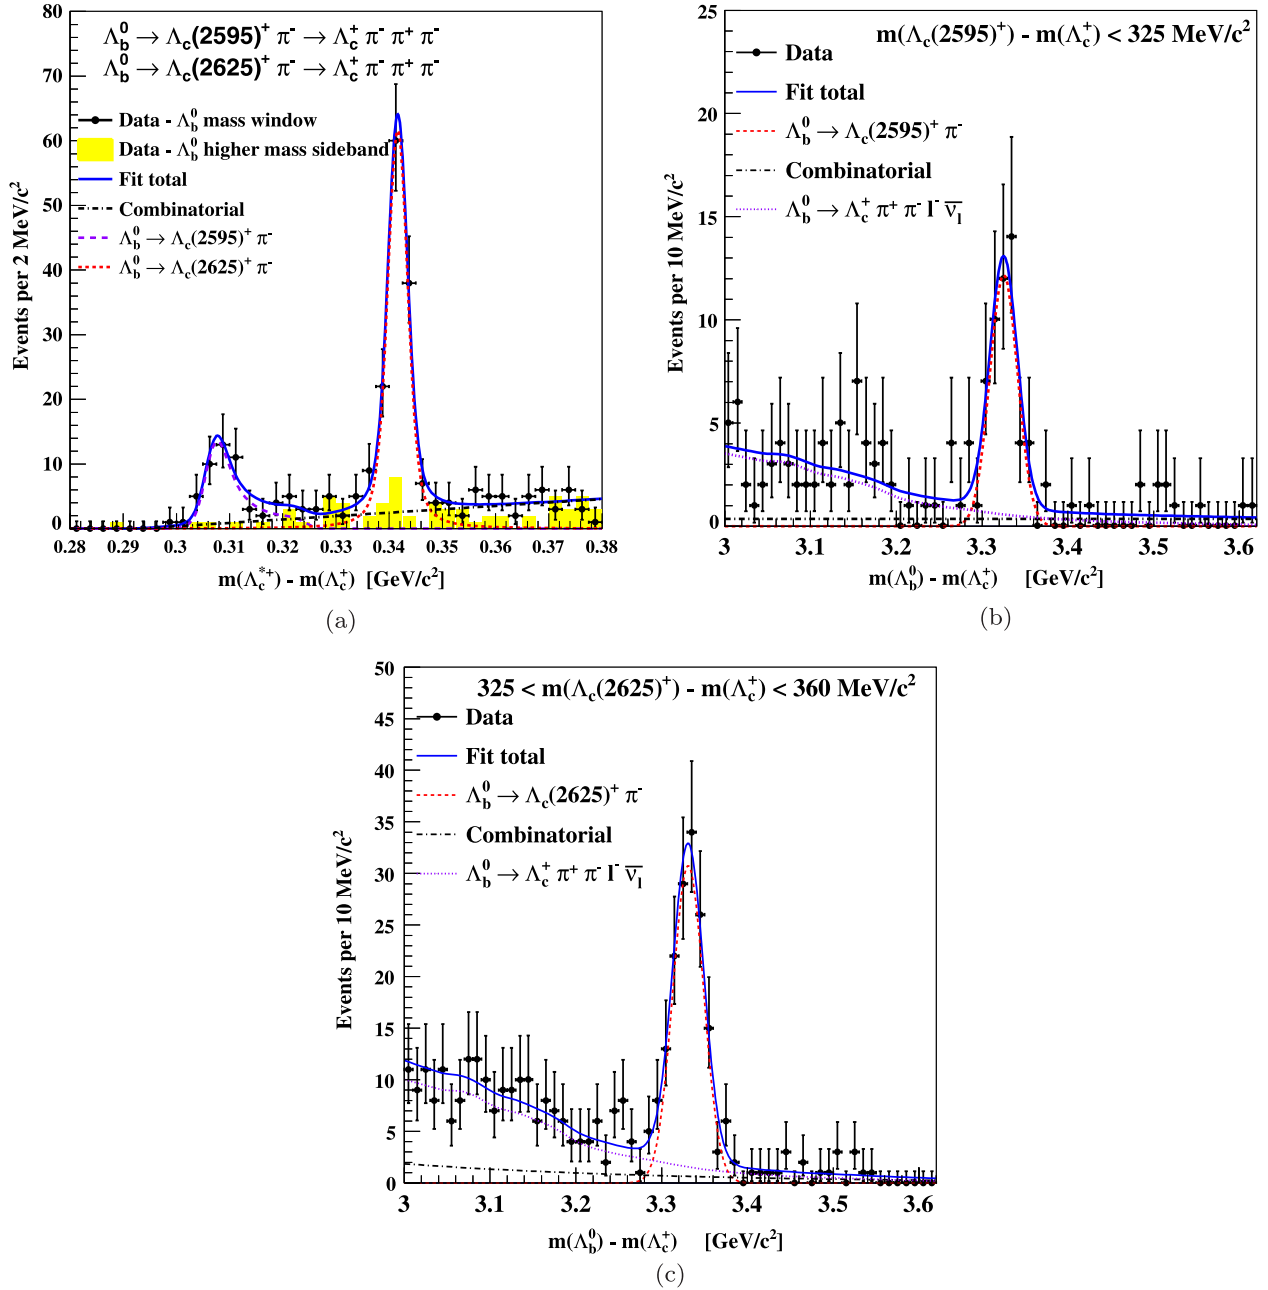 Λb0 → Λc(2595)+ π- → Λc+ π- π+ π-
Λb0 → Λc(2625)+ π- → Λc+ π- π+ π-
Data - Λb0 mass window
Data - Λb0 higher mass sideband
Fit total
Combinatorial
Λb0 → Λc(2595)+ π-
Λb0 → Λc(2625)+ π-
Events per 2 MeV/c2
80
70
60
50
40
30
20
10
0
0.28 0.29 0.3 0.31 0.32 0.33 0.34 0.35 0.36 0.37 0.38
m(Λc*+) - m(Λc+) [GeV/c2]
(a)
m(Λc(2595)+) - m(Λc+) < 325 MeV/c2
Data
Fit total
Λb0 → Λc(2595)+ π-
Combinatorial
Λb0 → Λc+ π+ π- l- ν̄l
Events per 10 MeV/c2
25
20
15
10
5
0
3 3.1 3.2 3.3 3.4 3.5 3.6
m(Λb0) - m(Λc+) [GeV/c2]
(b)
325 < m(Λc(2625)+) - m(Λc+) < 360 MeV/c2
Data
Fit total
Λb0 → Λc(2625)+ π-
Combinatorial
Λb0 → Λc+ π+ π- l- ν̄l
Events per 10 MeV/c2
50
45
40
35
30
25
20
15
10
5
0
3 3.1 3.2 3.3 3.4 3.5 3.6
m(Λb0) - m(Λc+) [GeV/c2]
(c)